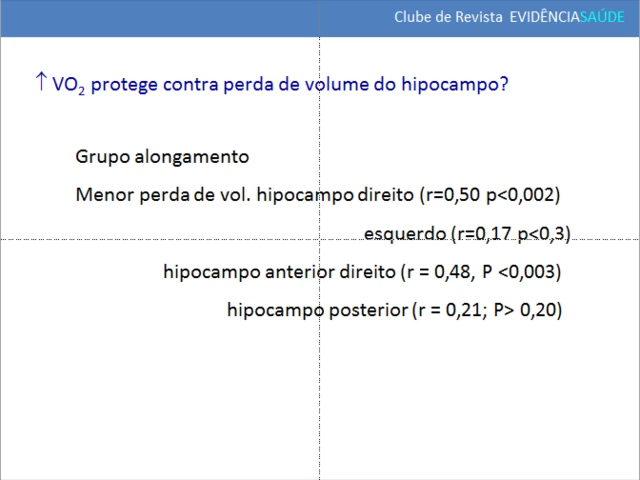 Clube de Revista EVIDÊNCIASAÚDE
↑ VO₂ protege contra perda de volume do hipocampo?
Grupo alongamento
Menor perda de vol. hipocampo direito (r=0,50 p<0,002)
esquerdo (r=0,17 p<0,3)
hipocampo anterior direito (r = 0,48, P <0,003)
hipocampo posterior (r = 0,21; P> 0,20)